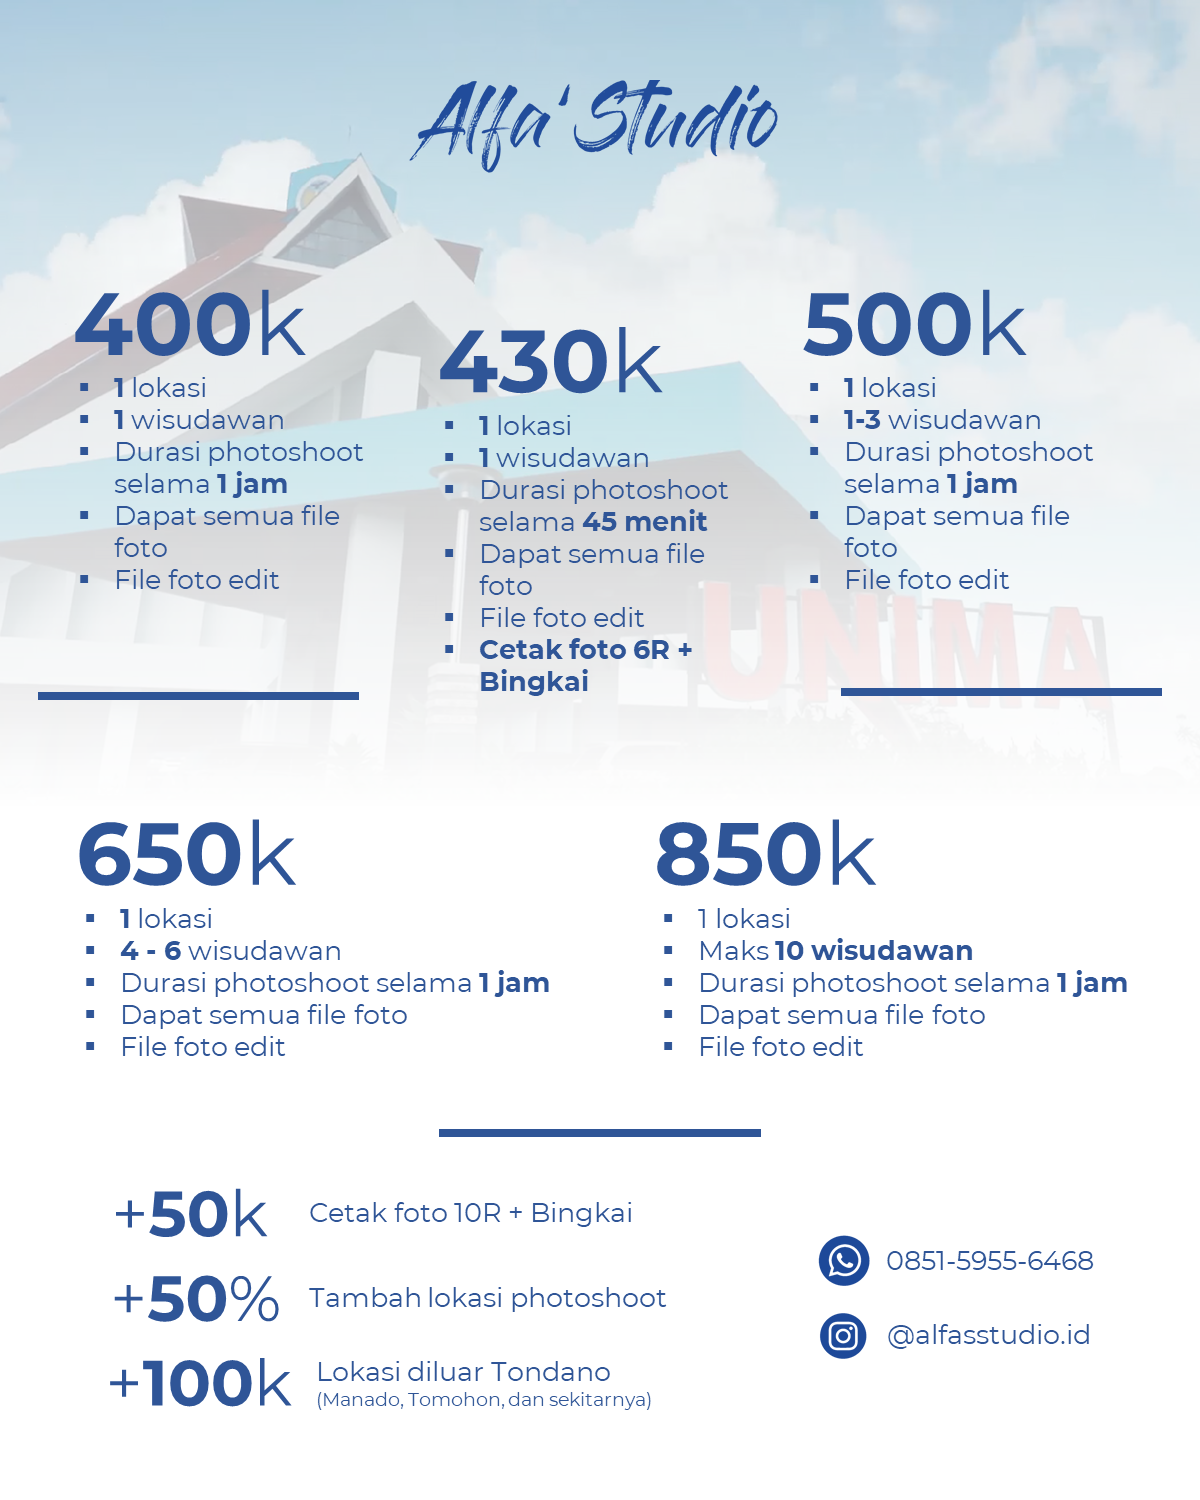 Alfa' Studio
400k
▪ 1 lokasi
▪ 1 wisudawan
▪ Durasi photoshoot
selama 1 jam
▪ Dapat semua file
foto
▪ File foto edit
430k
▪ 1 lokasi
▪ 1 wisudawan
▪ Durasi photoshoot
selama 45 menit
▪ Dapat semua file
foto
▪ File foto edit
▪ Cetak foto 6R +
Bingkai
500k
▪ 1 lokasi
▪ 1-3 wisudawan
▪ Durasi photoshoot
selama 1 jam
▪ Dapat semua file
foto
▪ File foto edit
UNIMA
650k
▪ 1 lokasi
▪ 4 - 6 wisudawan
▪ Durasi photoshoot selama 1 jam
▪ Dapat semua file foto
▪ File foto edit
850k
▪ 1 lokasi
▪ Maks 10 wisudawan
▪ Durasi photoshoot selama 1 jam
▪ Dapat semua file foto
▪ File foto edit
+50k Cetak foto 10R + Bingkai
+50% Tambah lokasi photoshoot
+100k Lokasi diluar Tondano
(Manado, Tomohon, dan sekitarnya)
0851-5955-6468
@alfasstudio.id